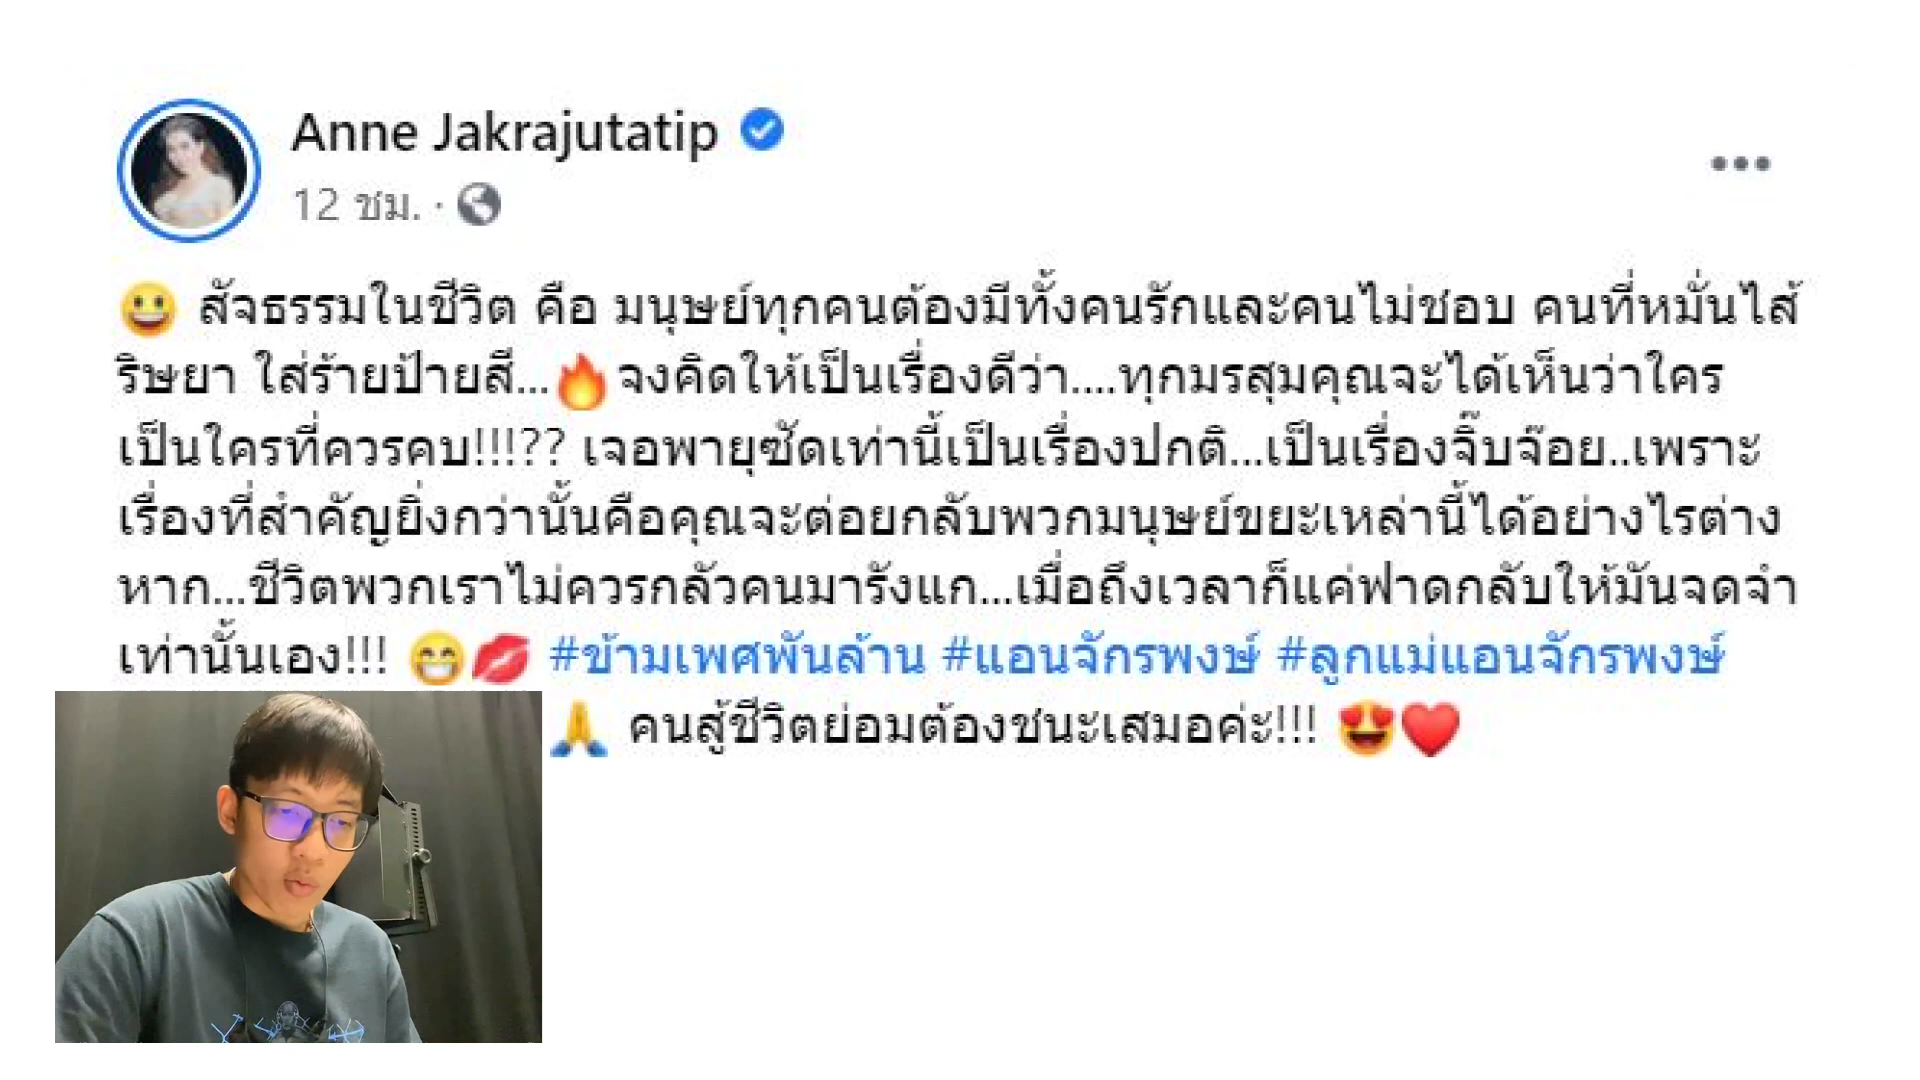 Anne Jakrajutatip
12 ชม. ·
😀 สัจธรรมในชีวิต คือ มนุษย์ทุกคนต้องมีทั้งคนรักและคนไม่ชอบ คนที่หมั่นไส้
ริษยา ใส่ร้ายป้ายสี...🔥จงคิดให้เป็นเรื่องดีว่า....ทุกมรสุมคุณจะได้เห็นว่าใคร
เป็นใครที่ควรคบ!!!?? เจอพายุซัดเท่านี้เป็นเรื่องปกติ...เป็นเรื่องจิ๊บจ๊อย..เพราะ
เรื่องที่สำคัญยิ่งกว่านั้นคือคุณจะต่อยกลับพวกมนุษย์ขยะเหล่านี้ได้อย่างไรต่าง
หาก...ชีวิตพวกเราไม่ควรกลัวคนมารังแก...เมื่อถึงเวลาก็แค่ฟาดกลับให้มันจดจำ
เท่านั้นเอง!!! 😁💋 #ข้ามเพศพันล้าน #แอนจักรพงษ์ #ลูกแม่แอนจักรพงษ์
🙏 คนสู้ชีวิตย่อมต้องชนะเสมอค่ะ!!! 😍❤️